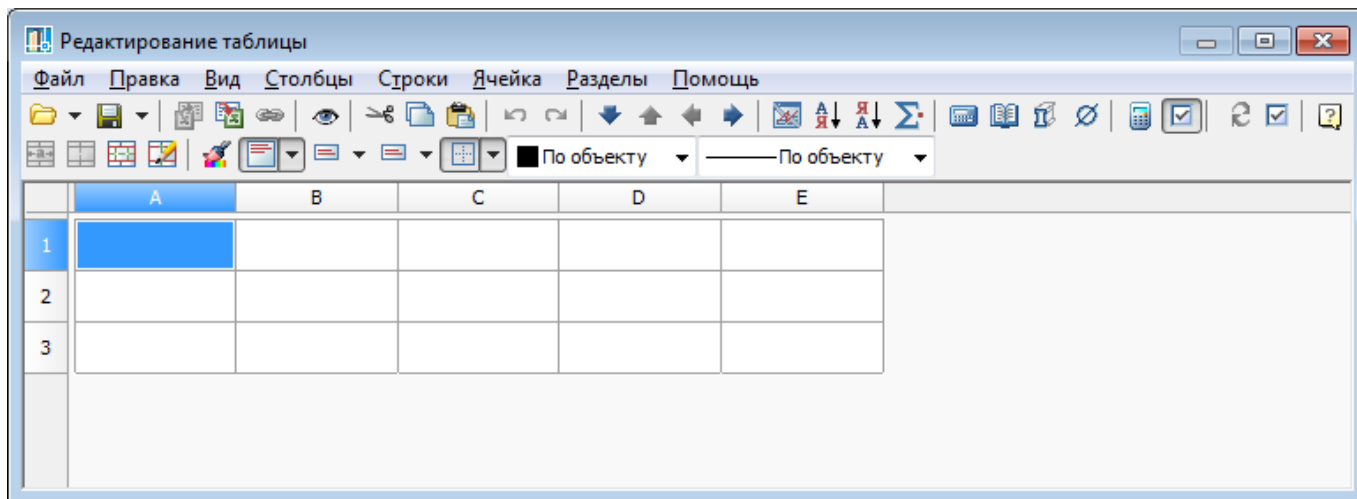 Редактирование таблицы
Файл Правка Вид Столбцы Строки Ячейка Разделы Помощь
По объекту По объекту
A B C D E
1
2
3